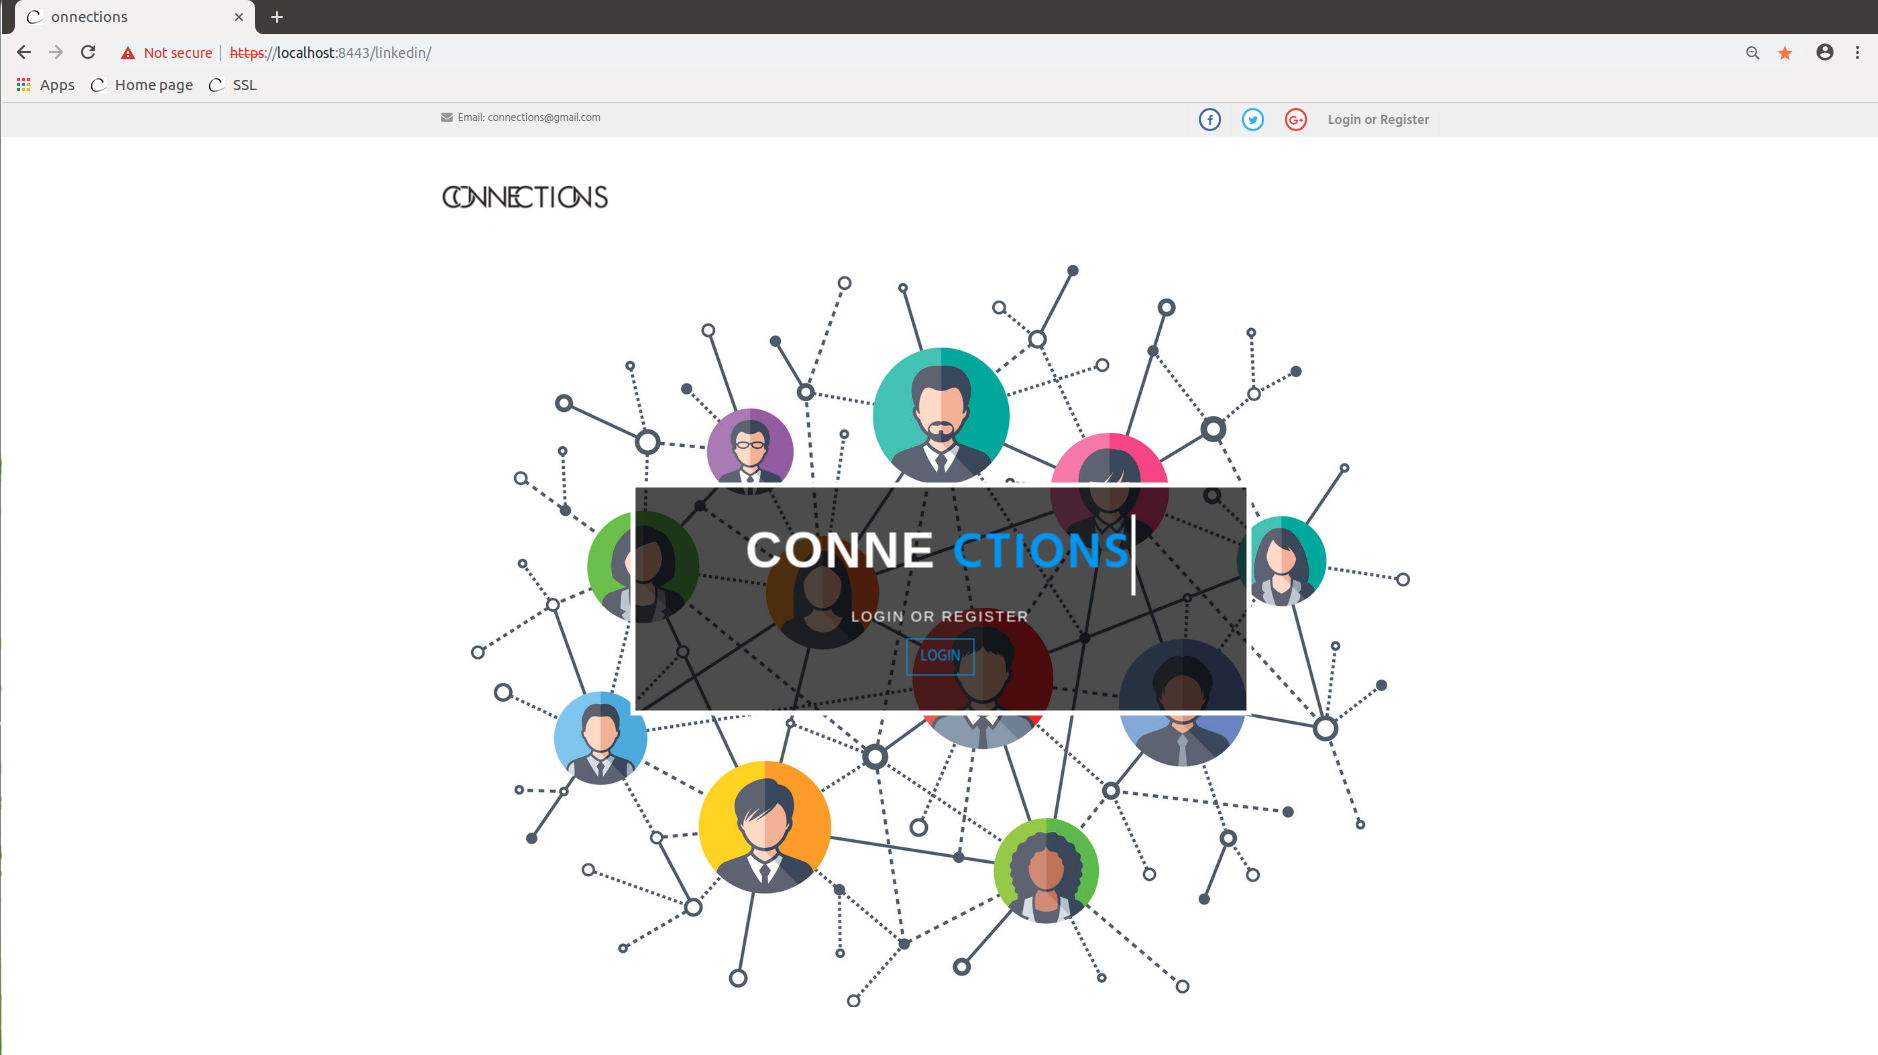 onnections
Not secure https://localhost:8443/linkedin/
Apps Home page SSL
Email: connections@gmail.com Login or Register
CONNECTIONS
CONNE CTIONS
LOGIN OR REGISTER
LOGIN